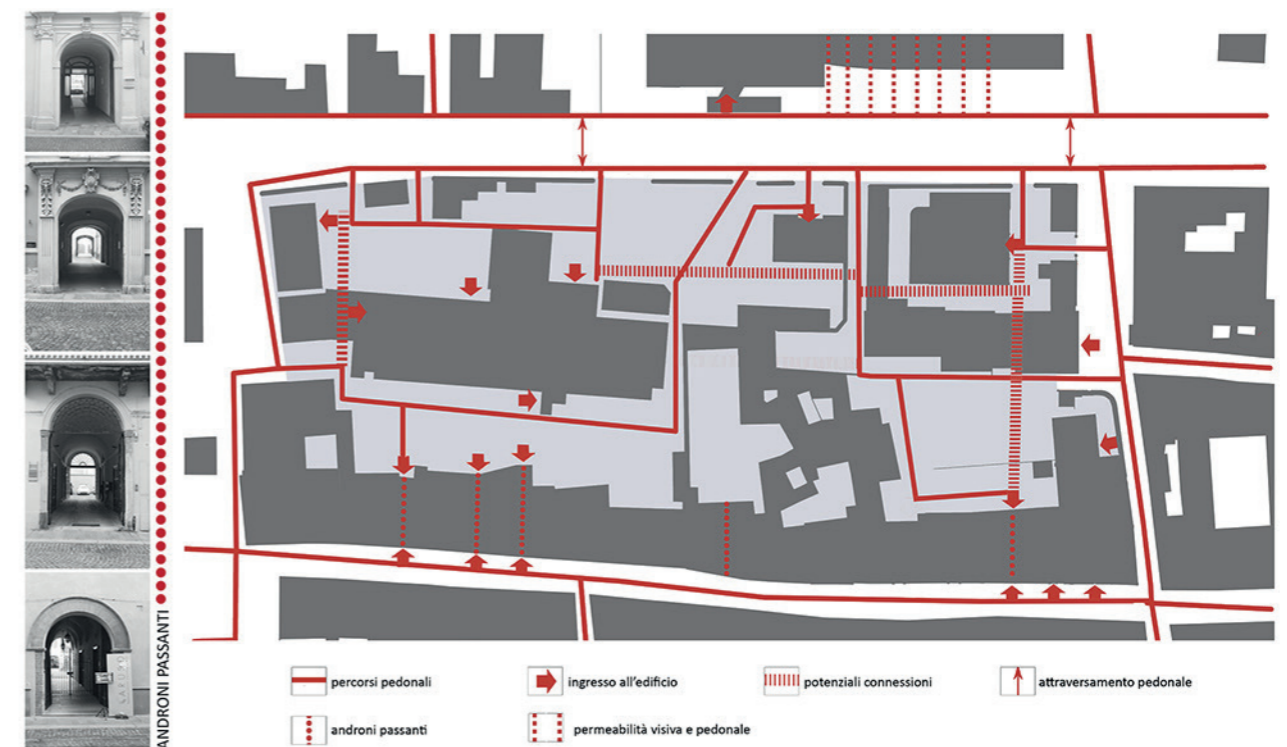 ANDRONI PASSANTI
percorsi pedonali
ingresso all'edificio
potenziali connessioni
attraversamento pedonale
androni passanti
permeabilità visiva e pedonale